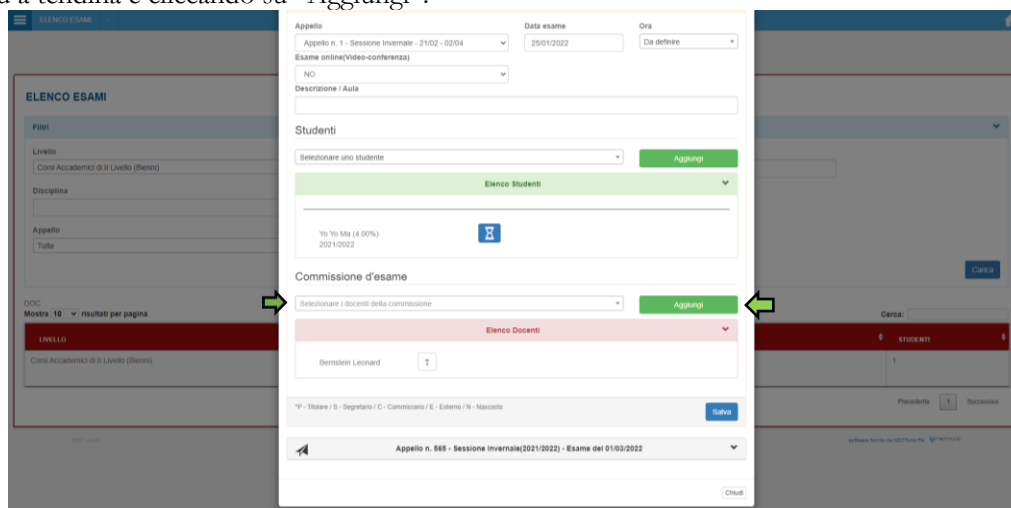 a a tendina e cliccando su "Aggiungi".
ELENCO ESAMI
Appello
Data esame
Ora
Appello n. 1 - Sessione Invernale - 21/02 - 02/04
25/01/2022
Da definire
Esame online(Video-conferenza)
NO
Descrizione / Aula
ELENCO ESAMI
Filtri
Studenti
Livello
Selezionare uno studente
Aggiungi
Corsi Accademici di II Livello (Bienni)
Elenco Studenti
Disciplina
Appello
Yo Yo Ma (4.00%)
2021/2022
Tutte
Carica
Commissione d'esame
DOC
Selezionare i docenti della commissione
Aggiungi
Mostra 10 risultati per pagina
Cerca:
Elenco Docenti
LIVELLO
STUDENTI
Corsi Accademici di II Livello (Bienni)
1
Bernstein Leonard
T
Precedente 1 Successivo
- Titolare / S - Segretario / C - Commissario / E - Esterno / N - Nascosto
Salva
Appello n. 565 - Sessione Invernale(2021/2022) - Esame del 01/03/2022
Chiudi